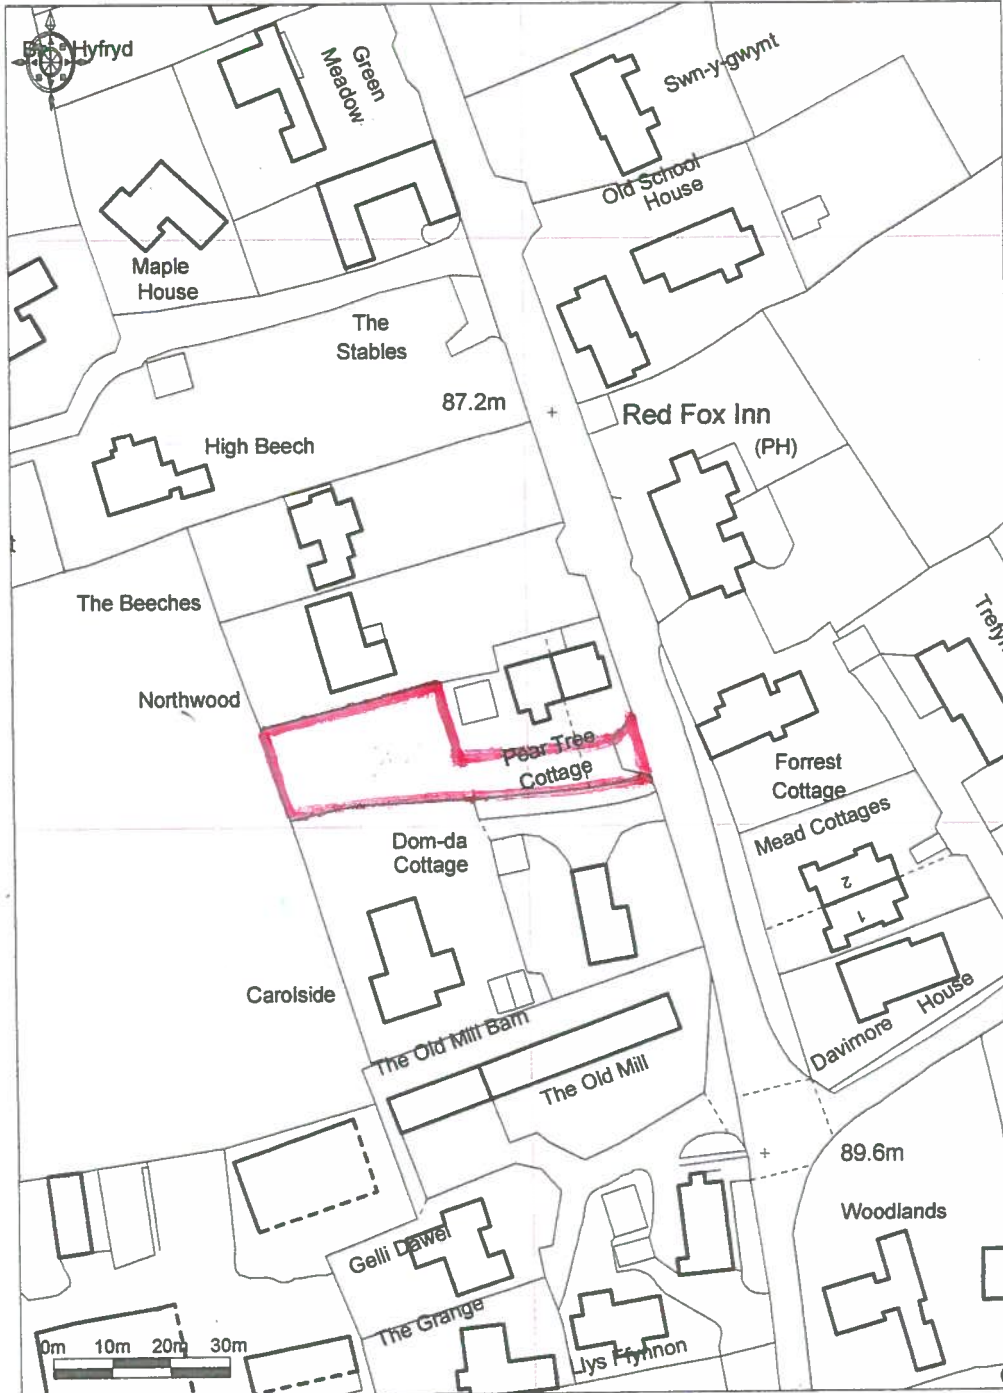 Hyfryd
Green
Meadow
Swn-y-gwynt
Old School
House
Maple
House
The
Stables
87.2m
Red Fox Inn
(PH)
High Beech
The Beeches
Northwood
Pear Tree
Cottage
Forrest
Cottage
Mead Cottages
2
1
Dom-da
Cottage
Carolside
The Old Mill Barn
The Old Mill
Davimore House
89.6m
Woodlands
Gelli Dawel
The Grange
Llys Ffynnon
0m 10m 20m 30m